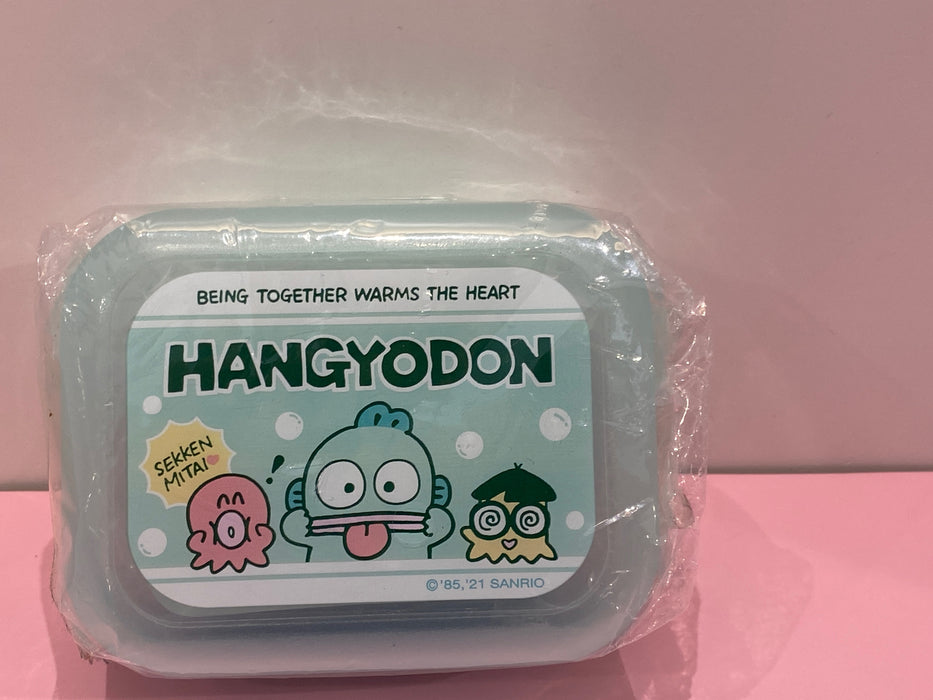 BEING TOGETHER WARMS THE HEART
HANGYODON
SEKKEN
MITAI
!
©'85,'21 SANRIO